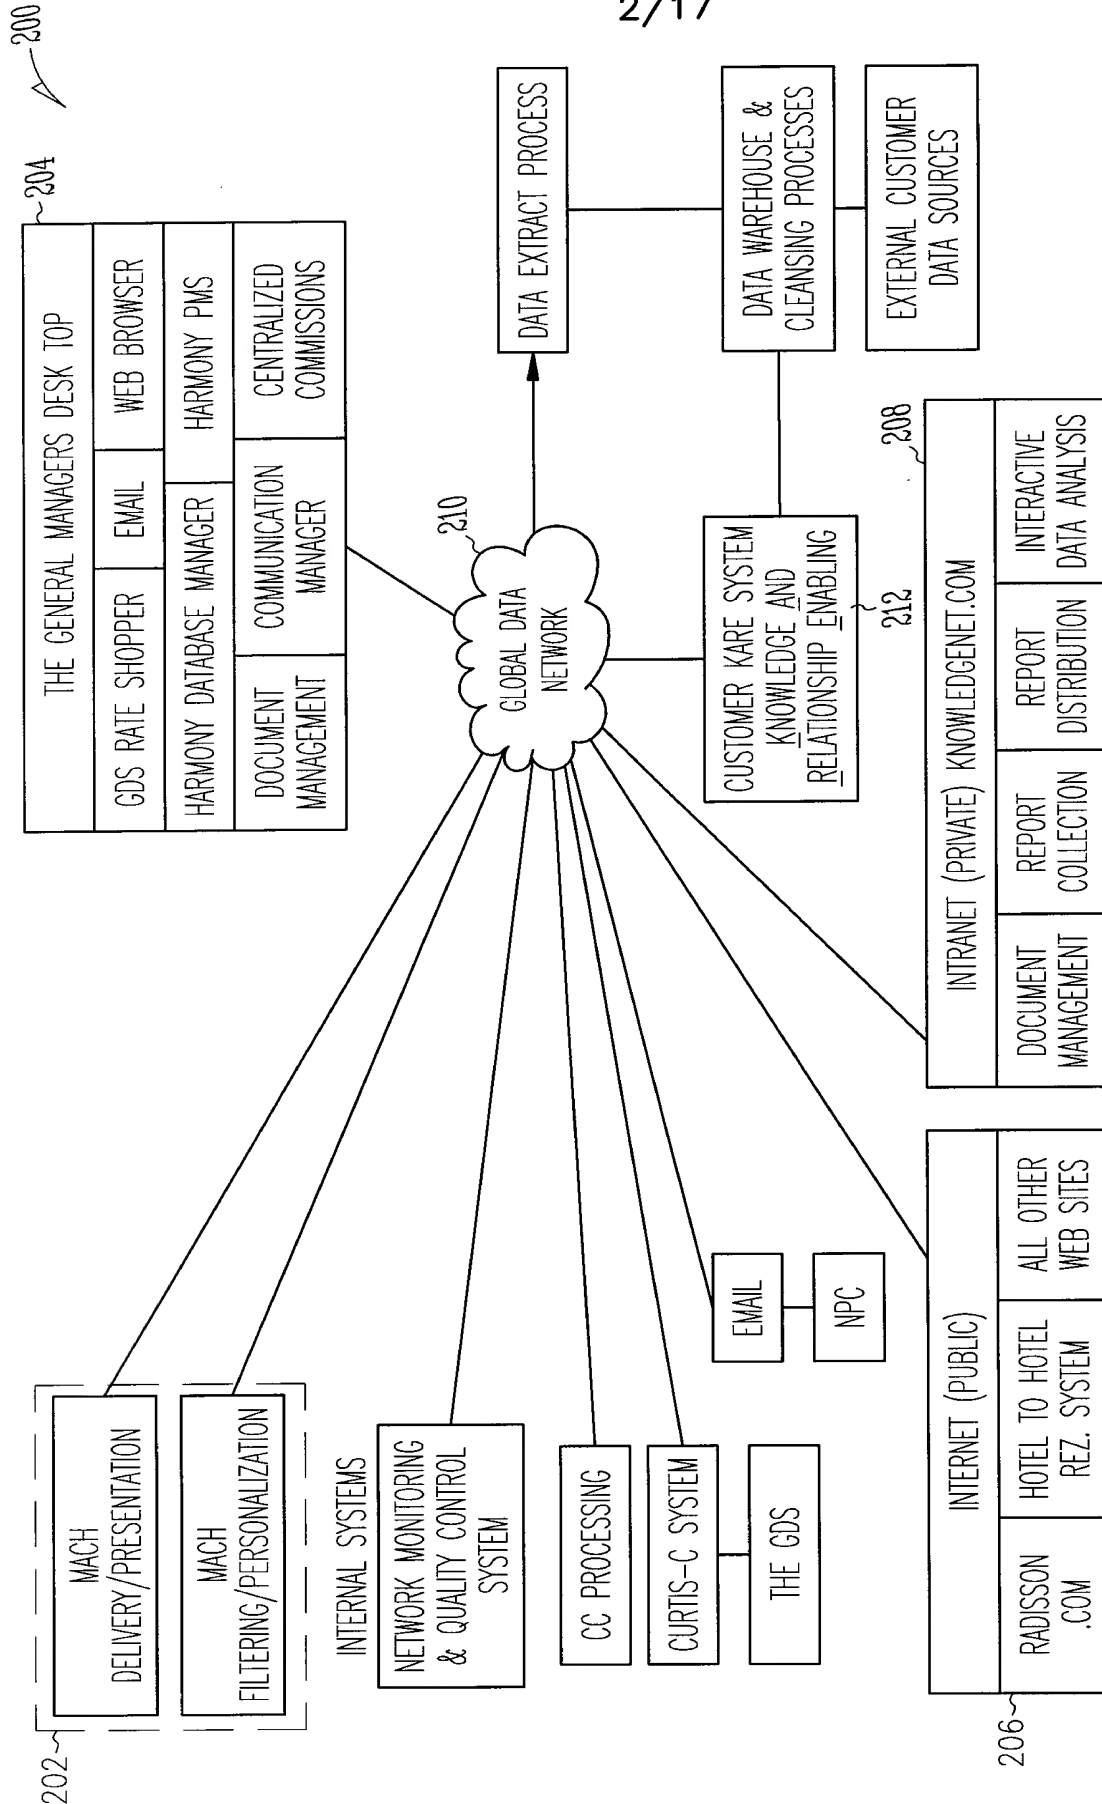 2/17
200
204
THE GENERAL MANAGERS DESK TOP
GDS RATE SHOPPER
EMAIL
WEB BROWSER
HARMONY DATABASE MANAGER
HARMONY PMS
DOCUMENT
MANAGEMENT
COMMUNICATION
MANAGER
CENTRALIZED
COMMISSIONS
202
MACH
DELIVERY/PRESENTATION
MACH
FILTERING/PERSONALIZATION
INTERNAL SYSTEMS
NETWORK MONITORING
& QUALITY CONTROL
SYSTEM
CC PROCESSING
CURTIS-C SYSTEM
THE GDS
EMAIL
NPC
210
GLOBAL DATA
NETWORK
DATA EXTRACT PROCESS
DATA WAREHOUSE &
CLEANSING PROCESSES
EXTERNAL CUSTOMER
DATA SOURCES
CUSTOMER KARE SYSTEM
KNOWLEDGE AND
RELATIONSHIP ENABLING
212
206
INTERNET (PUBLIC)
RADISSON
.COM
HOTEL TO HOTEL
REZ. SYSTEM
ALL OTHER
WEB SITES
208
INTRANET (PRIVATE) KNOWLEDGENET.COM
DOCUMENT
MANAGEMENT
REPORT
COLLECTION
REPORT
DISTRIBUTION
INTERACTIVE
DATA ANALYSIS